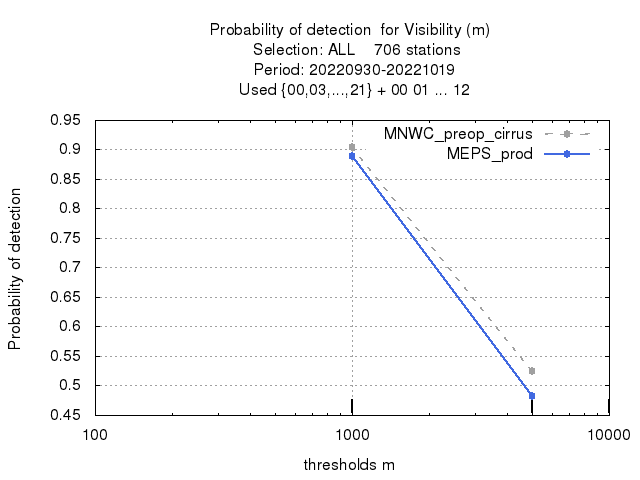 Probability of detection  for Visibility (m)
Selection: ALL    706 stations
Period: 20220930-20221019
Used {00,03,...,21} + 00 01 ... 12
MNWC_preop_cirrus
MEPS_prod
0.95
0.9
0.85
0.8
0.75
0.7
0.65
0.6
0.55
0.5
0.45
Probability of detection
100 1000 10000
thresholds m